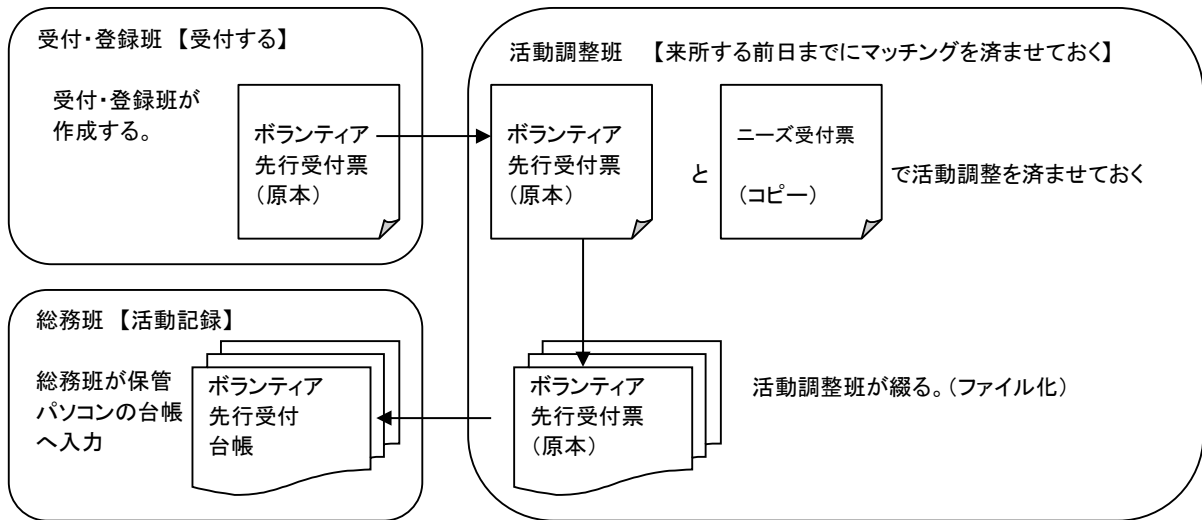 受付・登録班 【受付する】
受付・登録班が
作成する。
ボランティア
先行受付票
(原本)
活動調整班 【来所する前日までにマッチングを済ませておく】
ボランティア
先行受付票
(原本)
と
ニーズ受付票
(コピー)
で活動調整を済ませておく
総務班 【活動記録】
総務班が保管
パソコンの台帳
へ入力
ボランティア
先行受付
台帳
ボランティア
先行受付票
(原本)
活動調整班が綴る。(ファイル化)